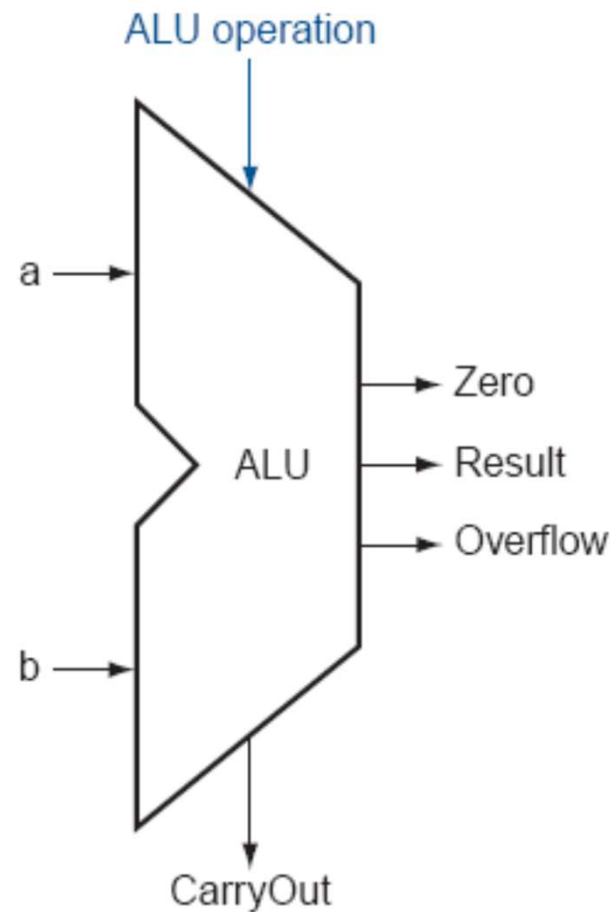 ALU operation
a
Zero
ALU
Result
Overflow
b
CarryOut